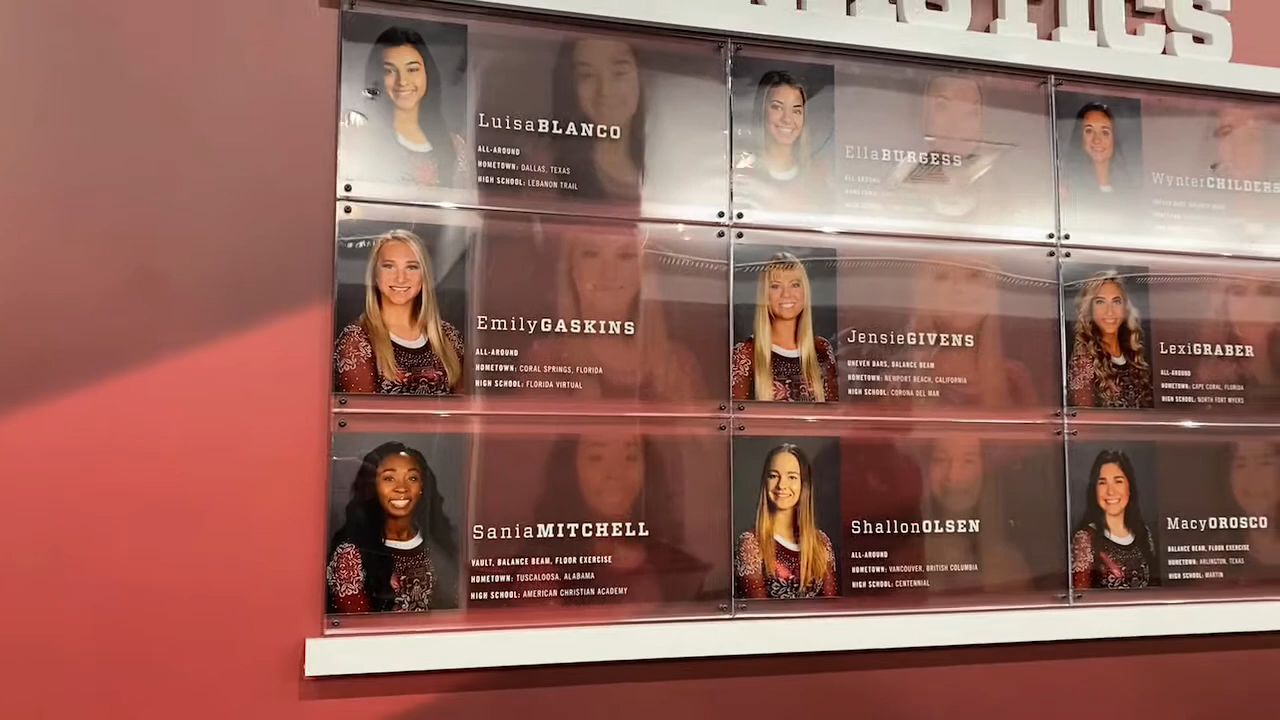 LuisaBLANCO
ALL-AROUND
HOMETOWN: DALLAS, TEXAS
HIGH SCHOOL: LEBANON TRAIL
EllaBURGESS
ALL-AROUND
WynterCHILDERS
EmilyGASKINS
ALL-AROUND
HOMETOWN: CORAL SPRINGS, FLORIDA
HIGH SCHOOL: FLORIDA VIRTUAL
JensieGIVENS
UNEVEN BARS, BALANCE BEAM
HOMETOWN: NEWPORT BEACH, CALIFORNIA
HIGH SCHOOL: CORONA DEL MAR
LexiGRABER
ALL-AROUND
HOMETOWN: CAPE CORAL, FLORIDA
HIGH SCHOOL: NORTH FORT MYERS
SaniaMITCHELL
VAULT, BALANCE BEAM, FLOOR EXERCISE
HOMETOWN: TUSCALOOSA, ALABAMA
HIGH SCHOOL: AMERICAN CHRISTIAN ACADEMY
ShallonOLSEN
ALL-AROUND
HOMETOWN: VANCOUVER, BRITISH COLUMBIA
HIGH SCHOOL: CENTENNIAL
MacyOROSCO
BALANCE BEAM, FLOOR EXERCISE
HOMETOWN: ARLINGTON, TEXAS
HIGH SCHOOL: MARTIN